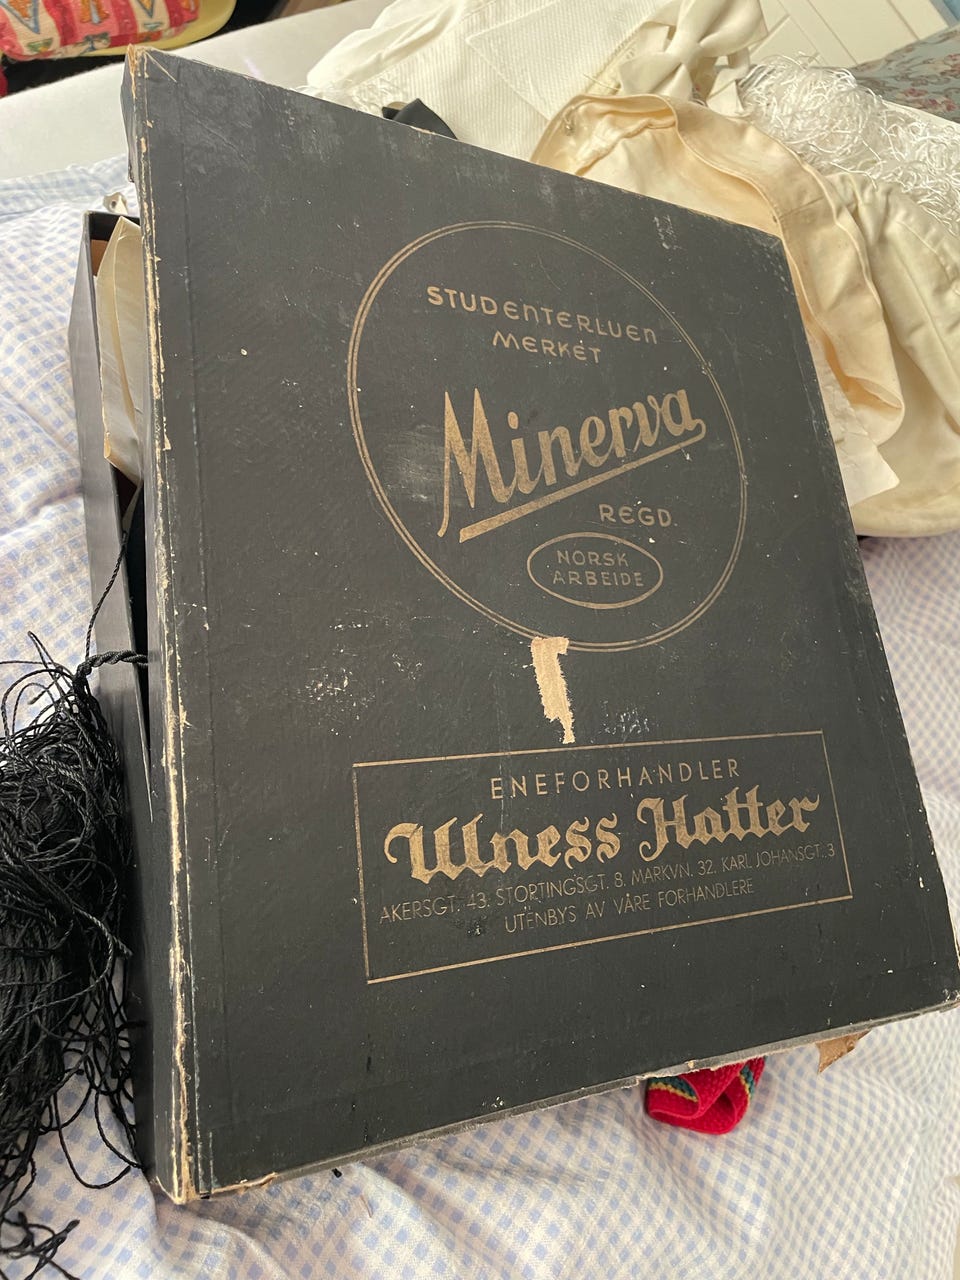 STUDENTERLUEN
MERKET
Minerva
REGD.
NORSK
ARBEIDE
ENEFORHANDLER
Ulness Hatter
AKERSGT. 43. STORTINGSGT. 8. MARKVN. 32. KARL JOHANSGT. 3
UTENBYS AV VÅRE FORHANDLERE